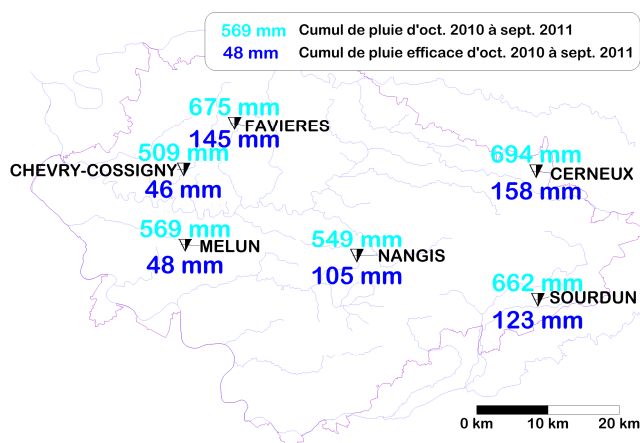 569 mm Cumul de pluie d'oct. 2010 à sept. 2011
48 mm Cumul de pluie efficace d'oct. 2010 à sept. 2011
675 mm
FAVIERES
145 mm
509 mm
CHEVRY-COSSIGNY
46 mm
694 mm
CERNEUX
158 mm
569 mm
MELUN
48 mm
549 mm
NANGIS
105 mm
662 mm
SOURDUN
123 mm
0 km 10 km 20 km